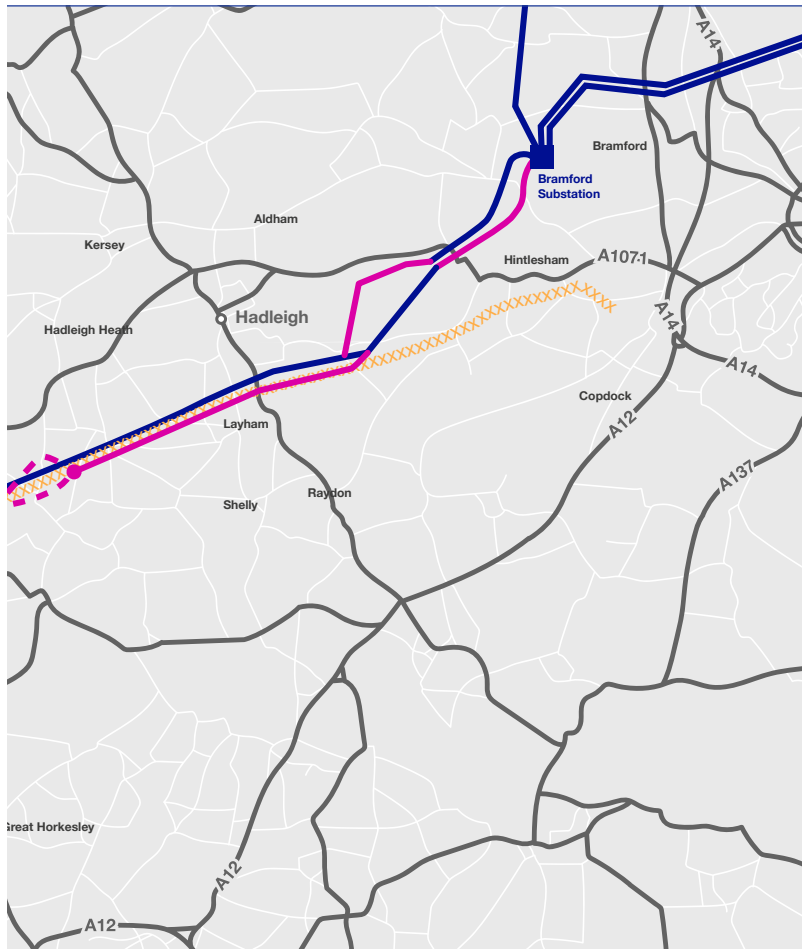 A14
Bramford
Bramford
Substation
Aldham
Kersey
Hintlesham
A1071
Hadleigh
Hadleigh Heath
A14
A14
Copdock
Layham
A12
A137
Shelly
Raydon
Great Horkesley
A12
A12